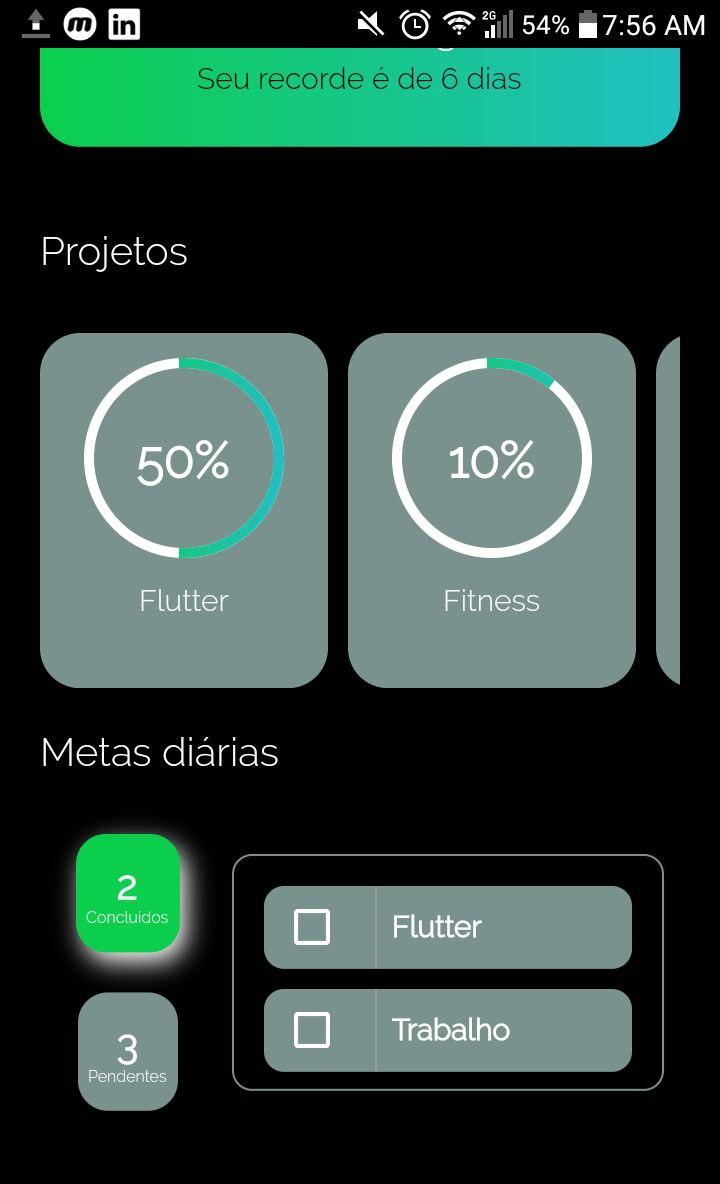 2G 54% 7:56 AM
Seu recorde é de 6 dias
Projetos
50% 10%
Flutter Fitness
Metas diárias
2
Concluídos
Flutter
Trabalho
3
Pendentes